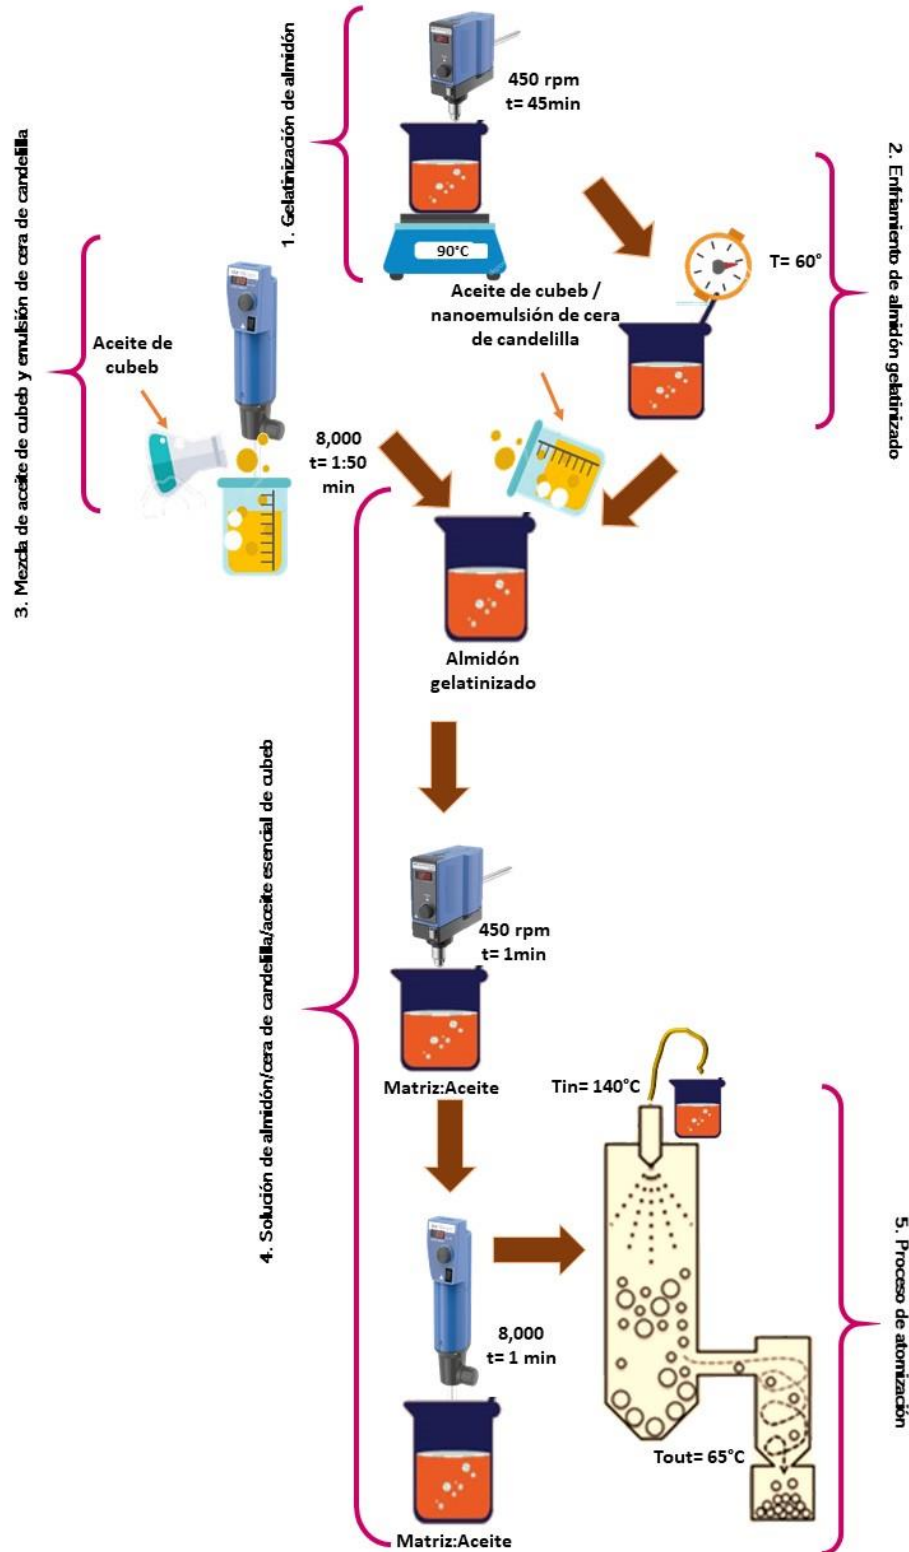 1. Gelatinización de almidón
450 rpm
t= 45min
90°C
2. Enfriamiento de almidón gelatinizado
T= 60°
3. Mezcla de aceite de cubeb y emulsión de cera de candelilla
Aceite de
cubeb
8,000
t= 1:50
min
Aceite de cubeb /
nanoemulsión de cera
de candelilla
4. Solución de almidón/cera de candelilla/aceite esencial de cubeb
Almidón
gelatinizado
450 rpm
t= 1min
Matriz:Aceite
8,000
t= 1 min
Matriz:Aceite
5. Proceso de atomización
Tin= 140°C
Tout= 65°C